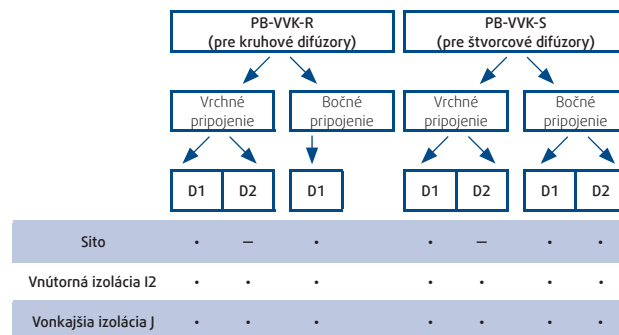 PB-VVK-R
(pre kruhové difúzory)
PB-VVK-S
(pre štvorcové difúzory)
Vrchné
pripojenie
Bočné
pripojenie
Vrchné
pripojenie
Bočné
pripojenie
D1 D2 D1 D1 D2 D1 D2
Sito • – • • – • •
Vnútorná izolácia I2 • • • • • • •
Vonkajšia izolácia J • • • • • • •